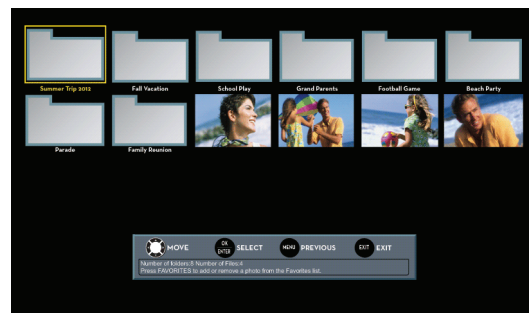 Summer Trip 2012 Fall Vacation School Play Grand Parents Football Game Beach Party
Parade Family Reunion
MOVE OK ENTER SELECT MENU PREVIOUS EXIT EXIT
Number of folders:8 Number of Files:4
Press FAVORITES to add or remove a photo from the Favorites list.